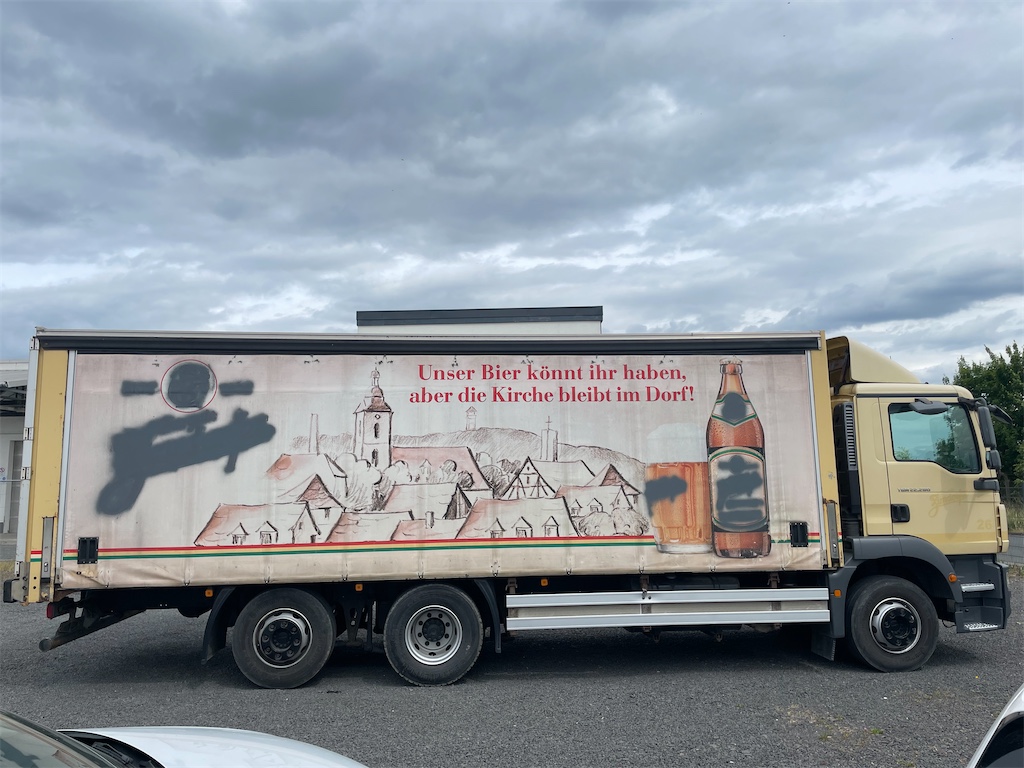 Unser Bier könnt ihr haben,
aber die Kirche bleibt im Dorf!